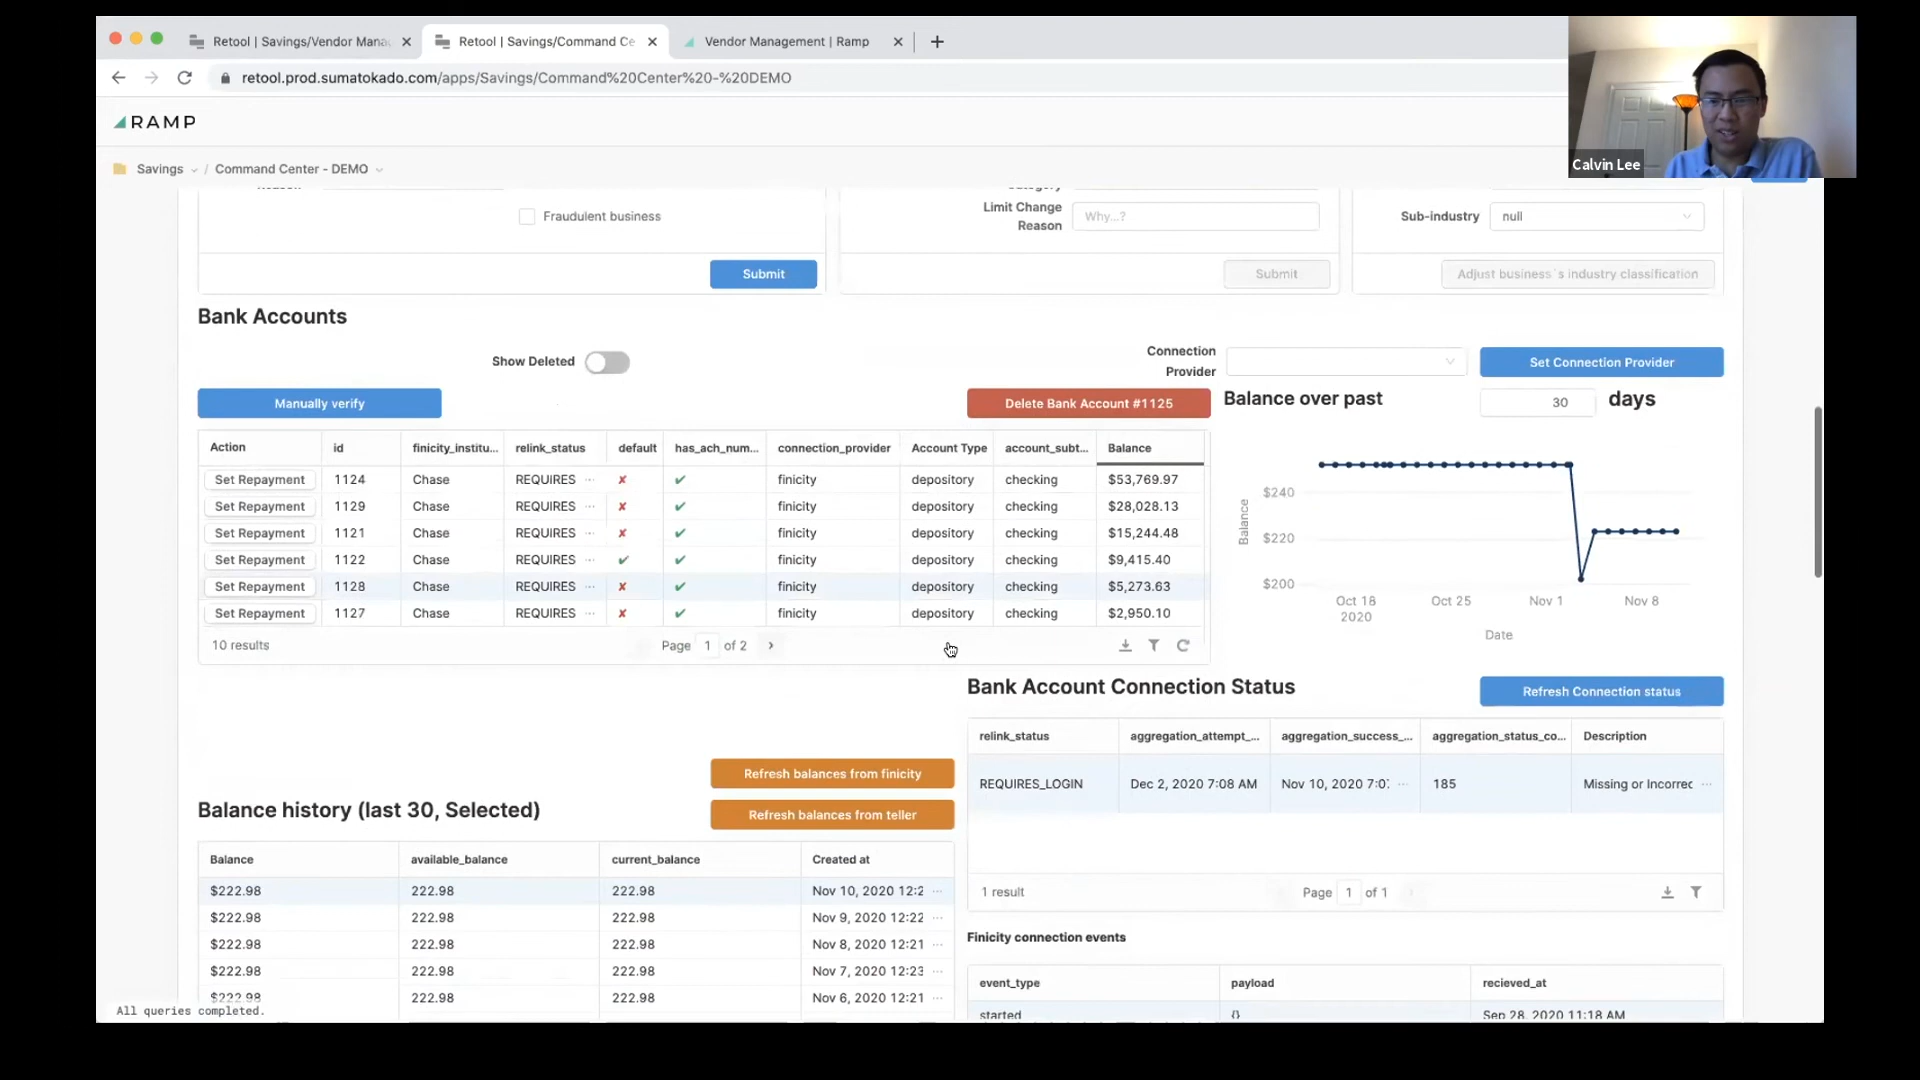 Retool | Savings/Vendor Mana
Retool | Savings/Command Ce
Vendor Management | Ramp
retool.prod.sumatokado.com/apps/Savings/Command%20Center%20-%20DEMO
RAMP
Calvin Lee
Savings / Command Center - DEMO
Fraudulent business
Limit Change
Reason
Why...?
Sub-industry
null
Submit
Submit
Adjust business`s industry classification
Bank Accounts
Show Deleted
Connection
Provider
Set Connection Provider
Manually verify
Delete Bank Account #1125
Balance over past
30
days
Action id finicity_institu... relink_status default has_ach_num... connection_provider Account Type account_subt... Balance
Set Repayment 1124 Chase REQUIRES ... ✘ ✔ finicity depository checking $53,769.97
Set Repayment 1129 Chase REQUIRES ... ✘ ✔ finicity depository checking $28,028.13
Set Repayment 1121 Chase REQUIRES ... ✘ ✔ finicity depository checking $15,244.48
Set Repayment 1122 Chase REQUIRES ... ✔ ✔ finicity depository checking $9,415.40
Set Repayment 1128 Chase REQUIRES ... ✘ ✔ finicity depository checking $5,273.63
Set Repayment 1127 Chase REQUIRES ... ✘ ✔ finicity depository checking $2,950.10
10 results
Page 1 of 2
Balance
$240
$220
$200
Oct 18
2020
Oct 25
Nov 1
Nov 8
Date
Bank Account Connection Status
Refresh Connection status
relink_status aggregation_attempt_... aggregation_success_... aggregation_status_co... Description
REQUIRES_LOGIN Dec 2, 2020 7:08 AM Nov 10, 2020 7:0 ... 185 Missing or Incorrec ...
1 result
Page 1 of 1
Refresh balances from finicity
Balance history (last 30, Selected)
Refresh balances from teller
Balance available_balance current_balance Created at
$222.98 222.98 222.98 Nov 10, 2020 12:2 ...
$222.98 222.98 222.98 Nov 9, 2020 12:22 ...
$222.98 222.98 222.98 Nov 8, 2020 12:21 ...
$222.98 222.98 222.98 Nov 7, 2020 12:23 ...
$222.98 222.98 222.98 Nov 6, 2020 12:21 ...
Finicity connection events
event_type payload recieved_at
started {} Sep 28, 2020 11:18 AM
All queries completed.